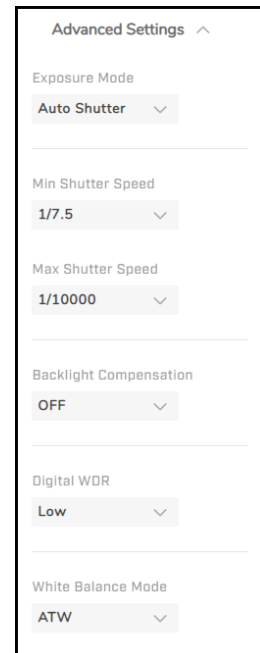 Advanced Settings
Exposure Mode
Auto Shutter
Min Shutter Speed
1/7.5
Max Shutter Speed
1/10000
Backlight Compensation
OFF
Digital WDR
Low
White Balance Mode
ATW